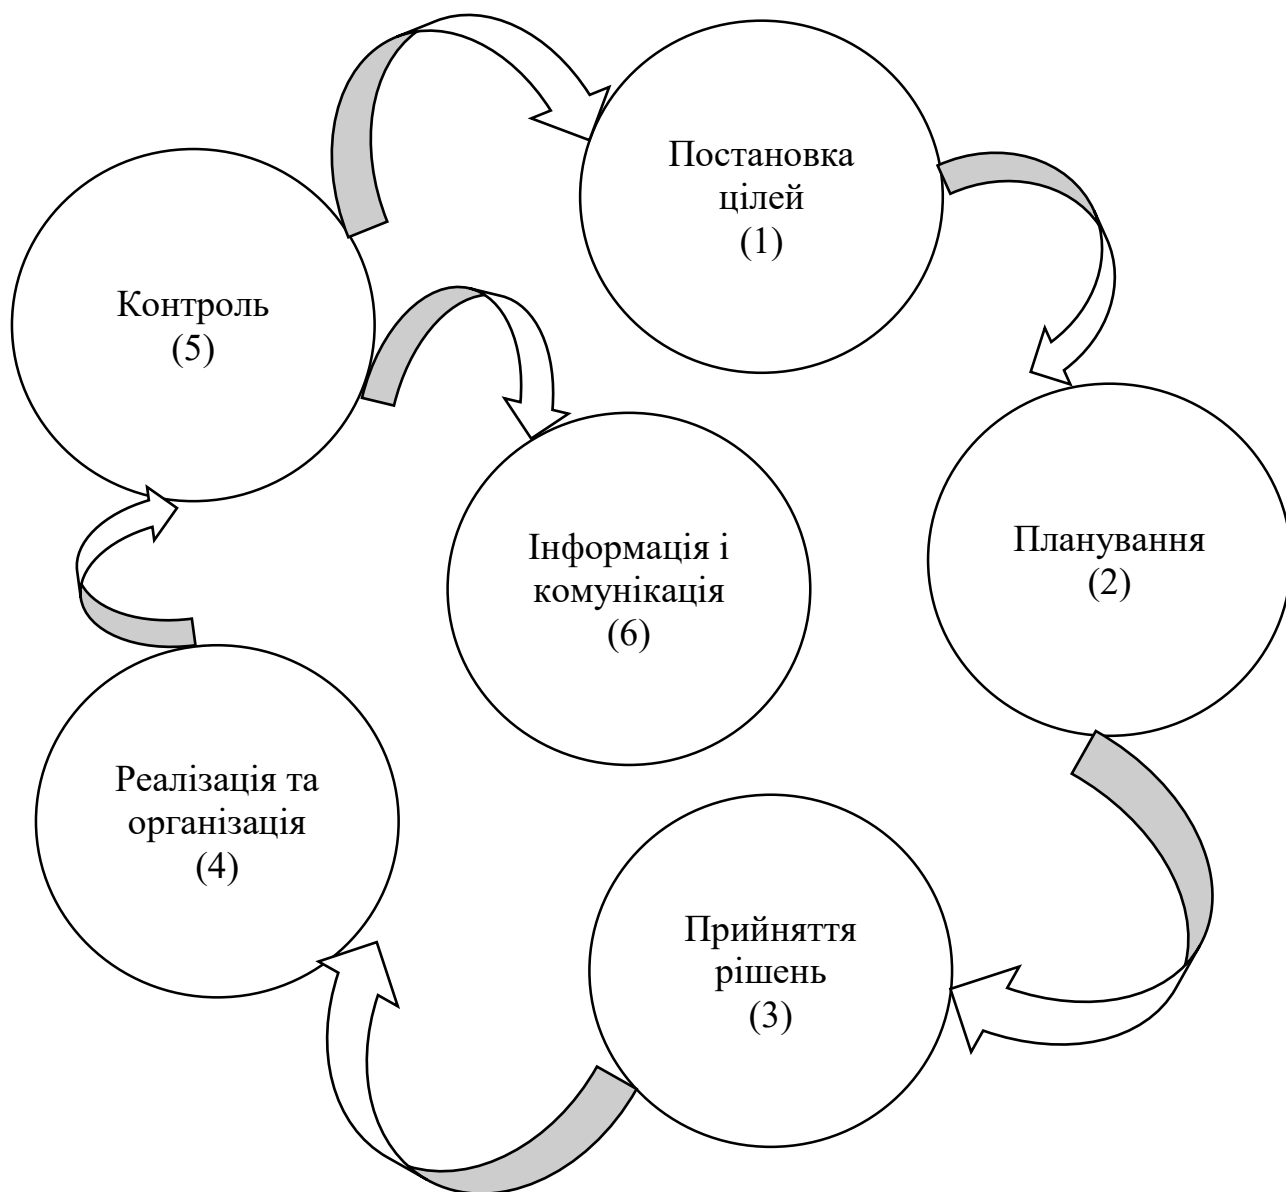 Постановка
цілей
(1)
Контроль
(5)
Інформація і
комунікація
(6)
Планування
(2)
Реалізація та
організація
(4)
Прийняття
рішень
(3)